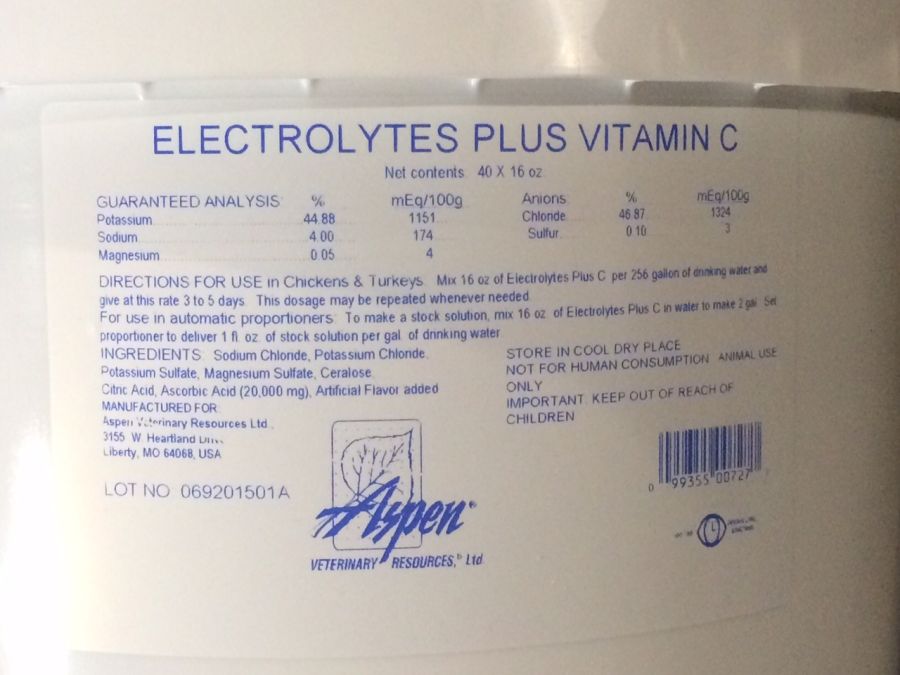 ELECTROLYTES PLUS VITAMIN C
Net contents 40 X 16 oz.
GUARANTEED ANALYSIS % mEq/100g Anions % mEq/100g
Potassium 44.88 1151 Chloride 46.87 1324
Sodium 4.00 174 Sulfur 0.10 3
Magnesium 0.05 4
DIRECTIONS FOR USE in Chickens & Turkeys: Mix 16 oz of Electrolytes Plus C per 256 gallon of drinking water and
give at this rate 3 to 5 days. This dosage may be repeated whenever needed.
For use in automatic proportioners: To make a stock solution, mix 16 oz. of Electrolytes Plus C in water to make 2 gal. Set
proportioner to deliver 1 fl. oz. of stock solution per gal. of drinking water.
INGREDIENTS: Sodium Chloride, Potassium Chloride,
Potassium Sulfate, Magnesium Sulfate, Ceralose,
Citric Acid, Ascorbic Acid (20,000 mg), Artificial Flavor added
MANUFACTURED FOR:
Aspen Veterinary Resources Ltd.
3155 W Heartland Drive
Liberty, MO 64068, USA
LOT NO 069201501A
STORE IN COOL DRY PLACE
NOT FOR HUMAN CONSUMPTION ANIMAL USE
ONLY
IMPORTANT: KEEP OUT OF REACH OF
CHILDREN
0 99355 00727
Aspen®
VETERINARY RESOURCES,® Ltd